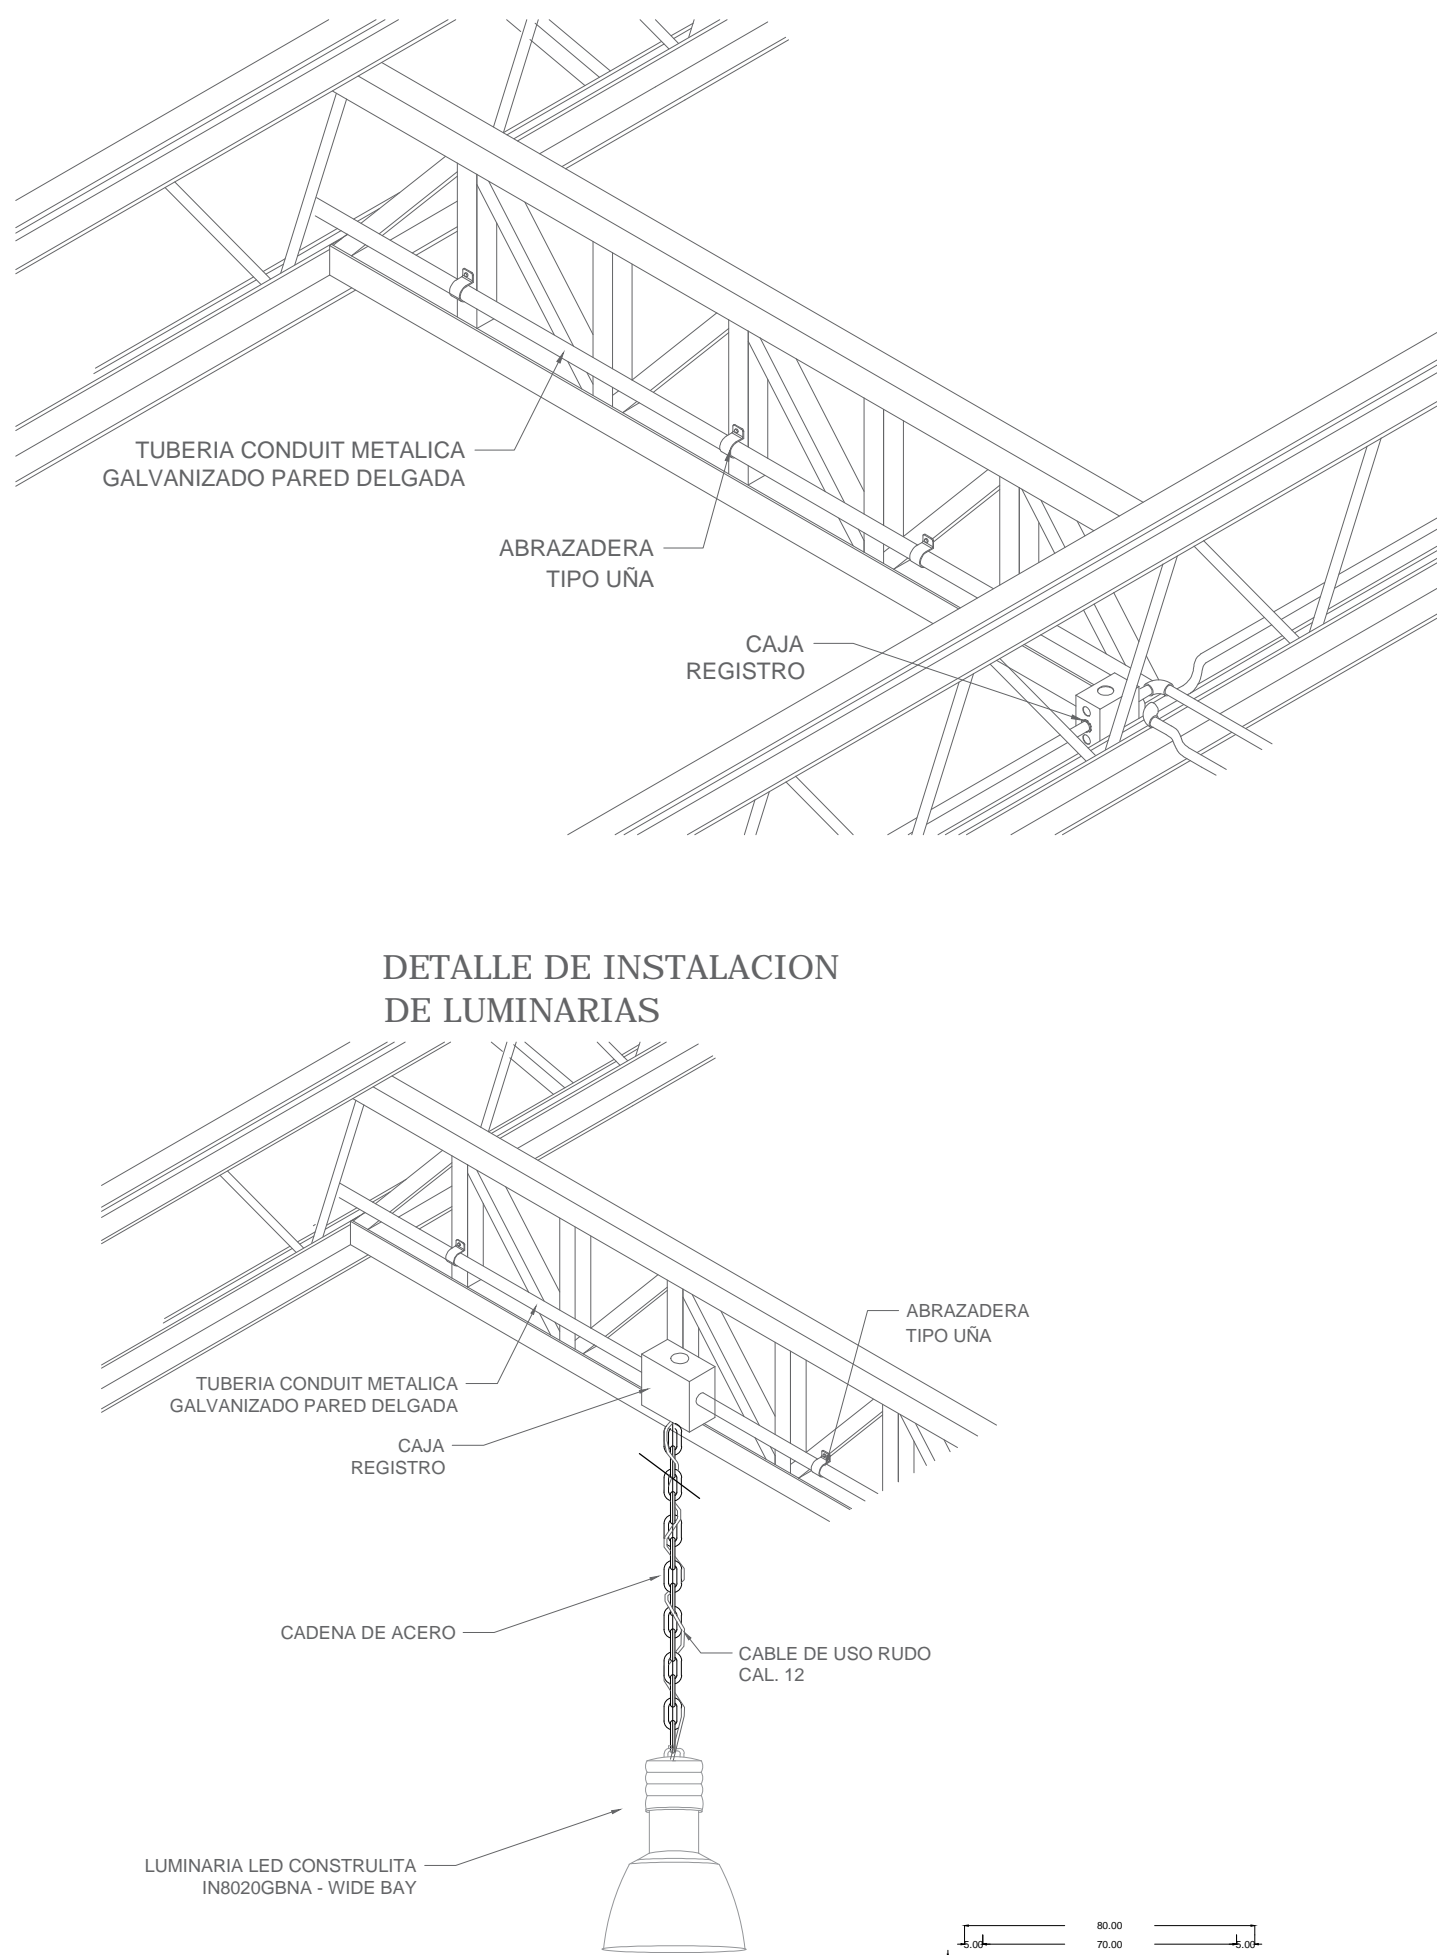 TUBERIA CONDUIT METALICA
GALVANIZADO PARED DELGADA
ABRAZADERA
TIPO UÑA
CAJA
REGISTRO
DETALLE DE INSTALACION
DE LUMINARIAS
ABRAZADERA
TIPO UÑA
TUBERIA CONDUIT METALICA
GALVANIZADO PARED DELGADA
CAJA
REGISTRO
CADENA DE ACERO
CABLE DE USO RUDO
CAL. 12
LUMINARIA LED CONSTRULITA
IN8020GBNA - WIDE BAY
80.00
5.00 70.00 5.00